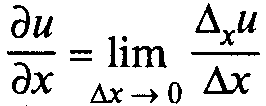 ∂u/∂x = lim_{Δx → 0} Δ_x u/Δx